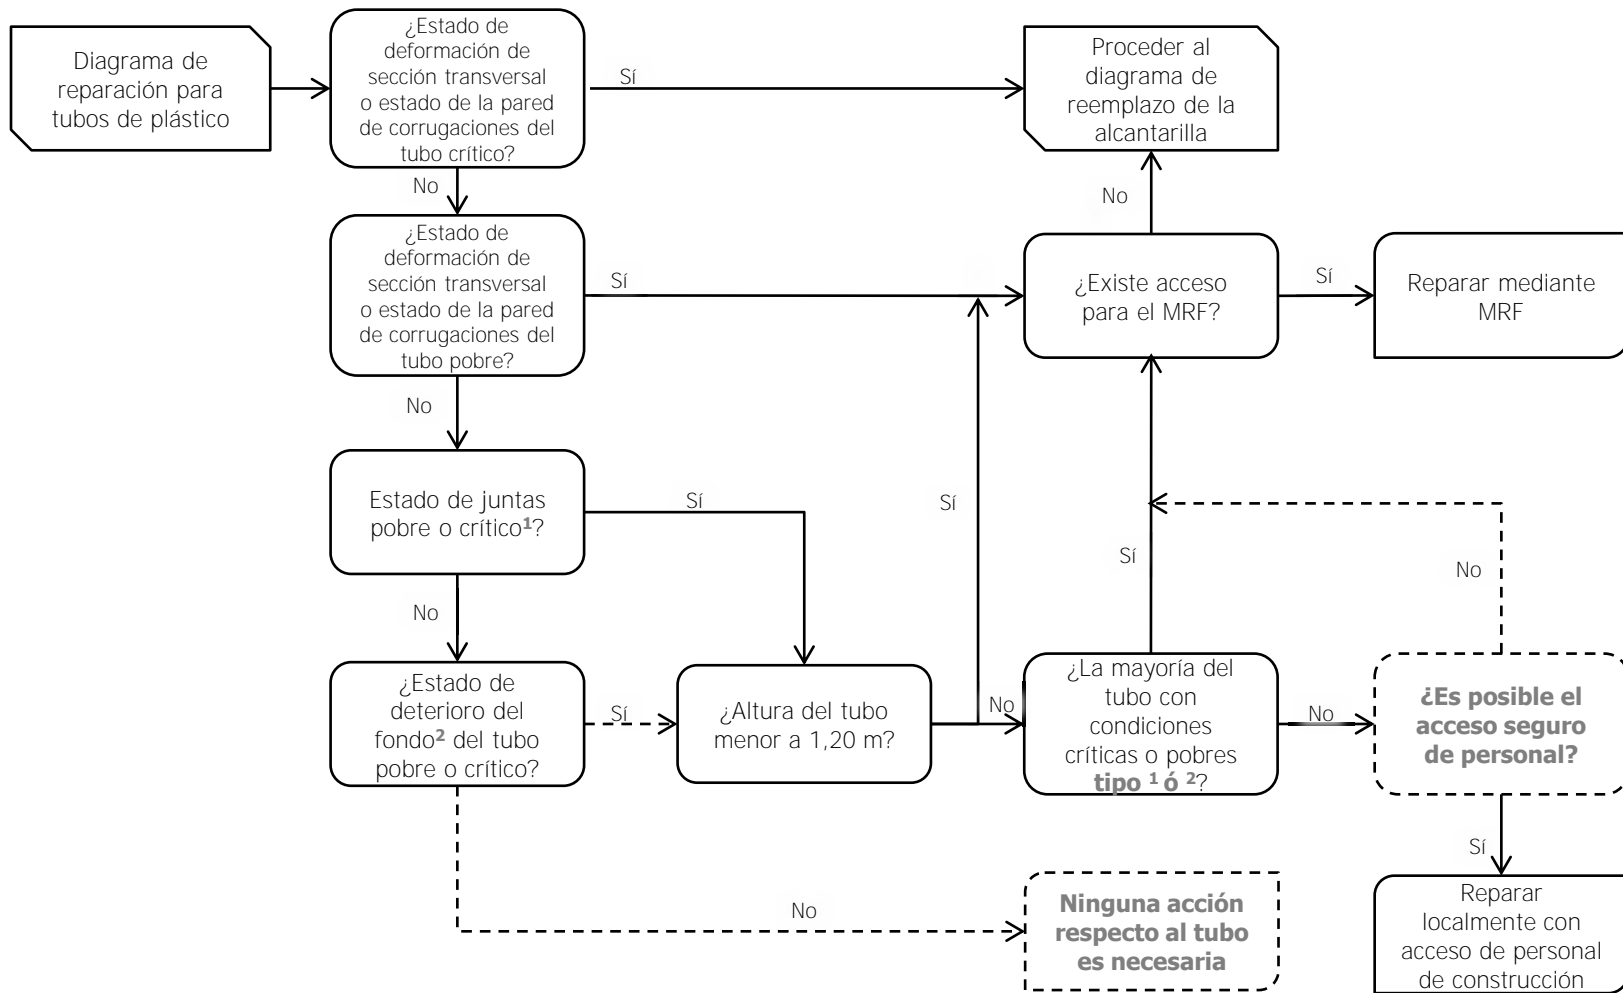 Diagrama de
reparación para
tubos de plástico
¿Estado de
deformación de
sección transversal
o estado de la pared
de corrugaciones del
tubo crítico?
Sí
Proceder al
diagrama de
reemplazo de la
alcantarilla
No
No
¿Estado de
deformación de
sección transversal
o estado de la pared
de corrugaciones del
tubo pobre?
Sí
¿Existe acceso
para el MRF?
Sí
Reparar mediante
MRF
No
Estado de juntas
pobre o crítico¹?
Sí
Sí
Sí
No
No
¿Estado de
deterioro del
fondo² del tubo
pobre o crítico?
Sí
¿Altura del tubo
menor a 1,20 m?
No
¿La mayoría del
tubo con
condiciones
críticas o pobres
tipo ¹ ó ²?
No
¿Es posible el
acceso seguro
de personal?
Sí
No
Ninguna acción
respecto al tubo
es necesaria
Reparar
localmente con
acceso de personal
de construcción